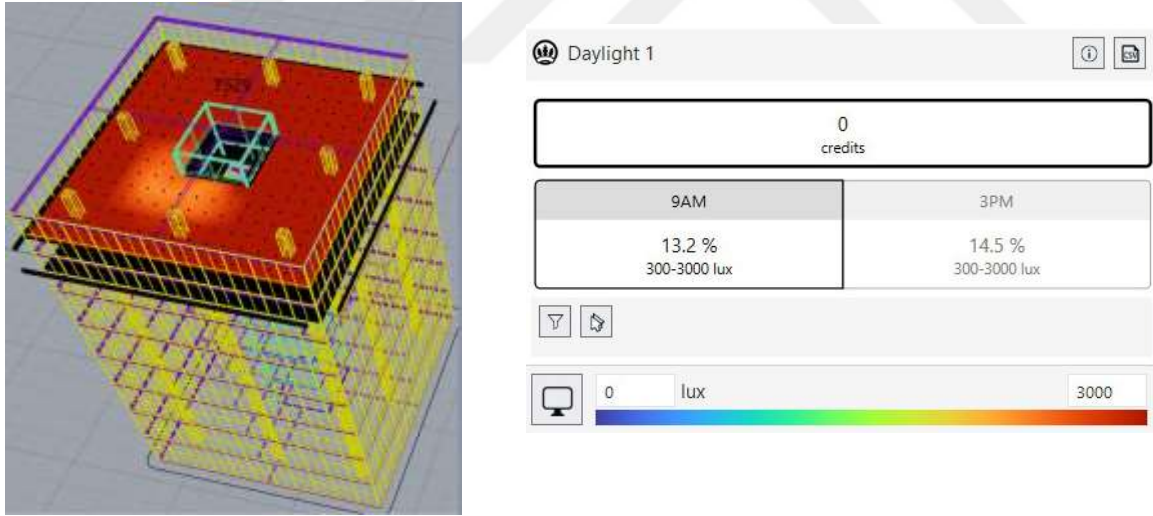 Daylight 1
CSV
0
credits
9AM
3PM
13.2 %
14.5 %
300-3000 lux
300-3000 lux
0
lux
3000